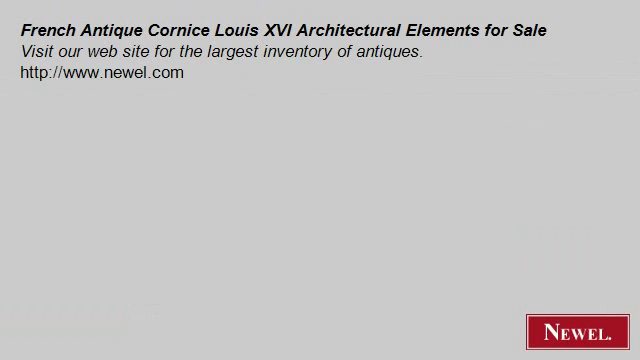 French Antique Cornice Louis XVI Architectural Elements for Sale
Visit our web site for the largest inventory of antiques.
http://www.newel.com
NEWEL.